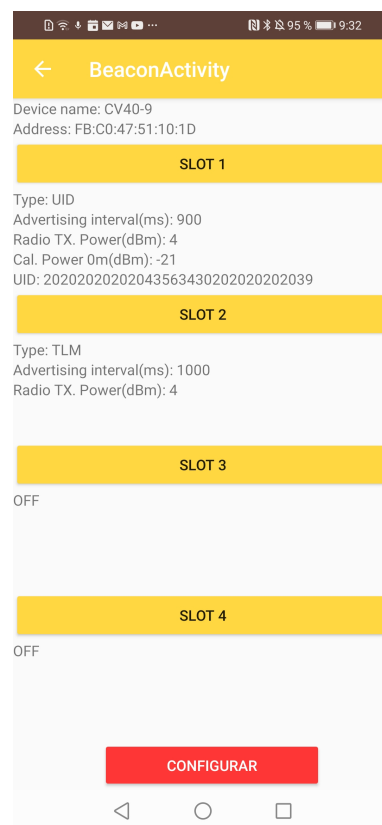 95 % 9:32
BeaconActivity
Device name: CV40-9
Address: FB:C0:47:51:10:1D
SLOT 1
Type: UID
Advertising interval(ms): 900
Radio TX. Power(dBm): 4
Cal. Power 0m(dBm): -21
UID: 20202020202043563430202020202039
SLOT 2
Type: TLM
Advertising interval(ms): 1000
Radio TX. Power(dBm): 4
SLOT 3
OFF
SLOT 4
OFF
CONFIGURAR